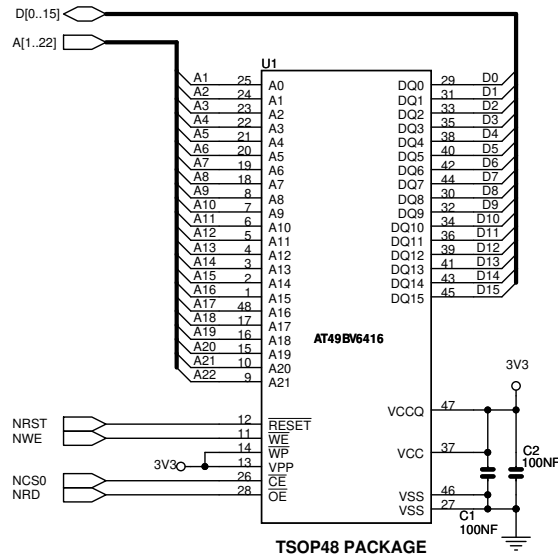 D[0..15]
A[1..22]
U1
A1 25 A0 DQ0 29 D0
A2 24 A1 DQ1 31 D1
A3 23 A2 DQ2 33 D2
A4 22 A3 DQ3 35 D3
A5 21 A4 DQ4 38 D4
A6 20 A5 DQ5 40 D5
A7 19 A6 DQ6 42 D6
A8 18 A7 DQ7 44 D7
A9 8 A8 DQ8 30 D8
A10 7 A9 DQ9 32 D9
A11 6 A10 DQ10 34 D10
A12 5 A11 DQ11 36 D11
A13 4 A12 DQ12 39 D12
A14 3 A13 DQ13 41 D13
A15 2 A14 DQ14 43 D14
A16 1 A15 DQ15 45 D15
A17 48 A16
A18 17 A17
A19 16 A18
A20 15 A19
A21 10 A20
A22 9 A21
AT49BV6416
3V3
VCCQ 47
NRST 12 RESET
NWE 11 WE
14 WP
3V3 13 VPP
VCC 37
NCS0 26 CE
NRD 28 OE
C2
100NF
VSS 46
VSS 27
C1
100NF
TSOP48 PACKAGE